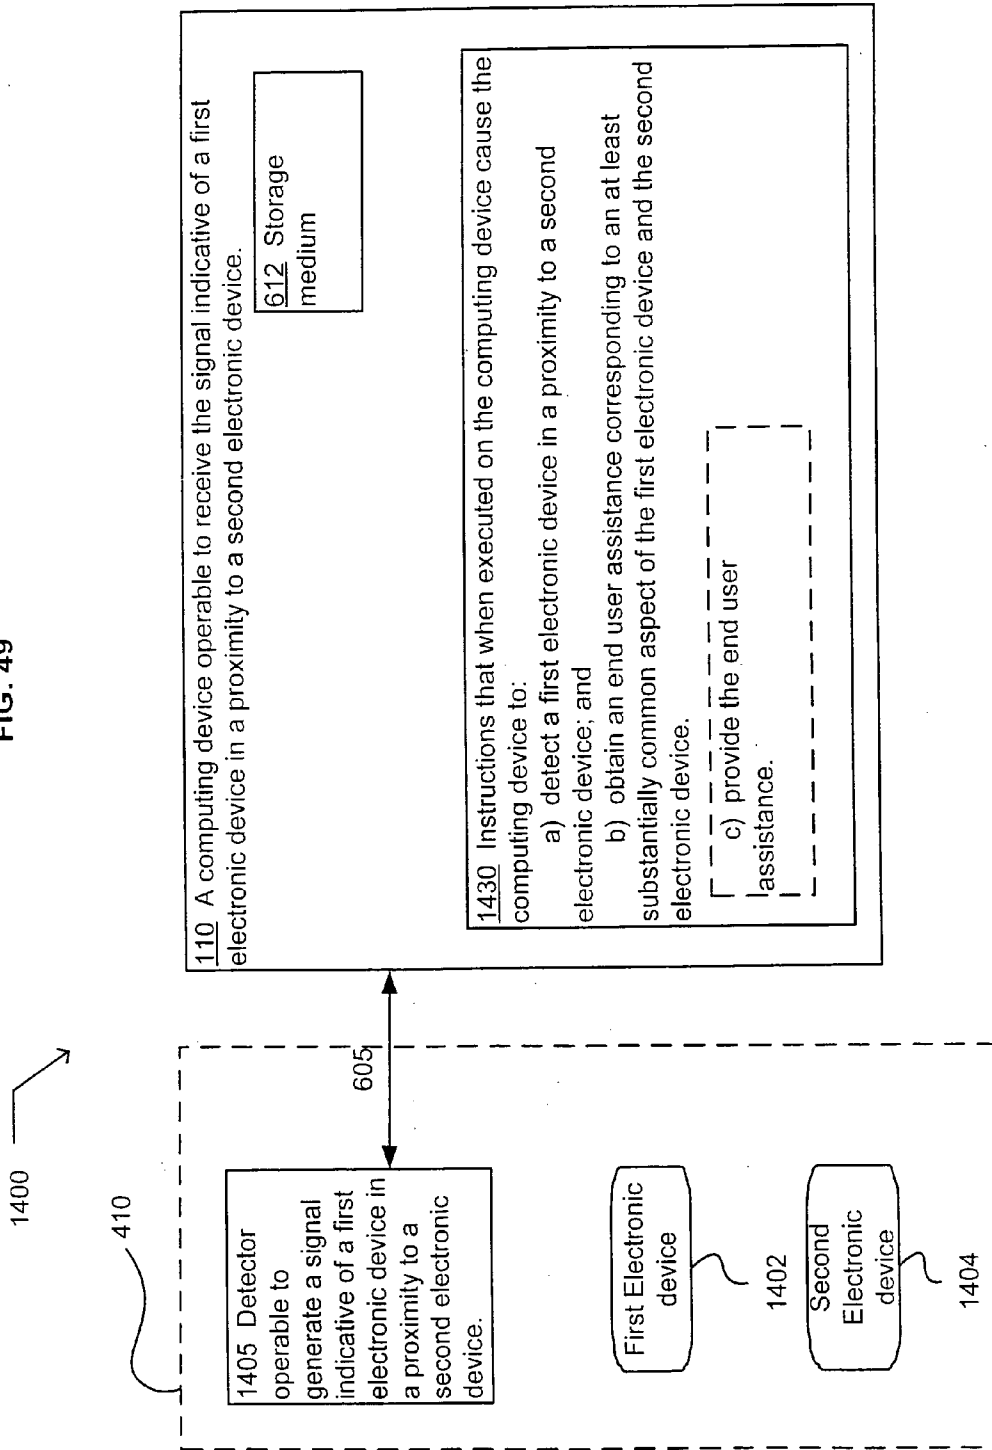 FIG. 49
1400
410
1405 Detector
operable to
generate a signal
indicative of a first
electronic device in
a proximity to a
second electronic
device.
605
First Electronic
device
1402
Second
Electronic
device
1404
110 A computing device operable to receive the signal indicative of a first
electronic device in a proximity to a second electronic device.
612 Storage
medium
1430 Instructions that when executed on the computing device cause the
computing device to:
a) detect a first electronic device in a proximity to a second
electronic device; and
b) obtain an end user assistance corresponding to an at least
substantially common aspect of the first electronic device and the second
electronic device.
c) provide the end user
assistance.